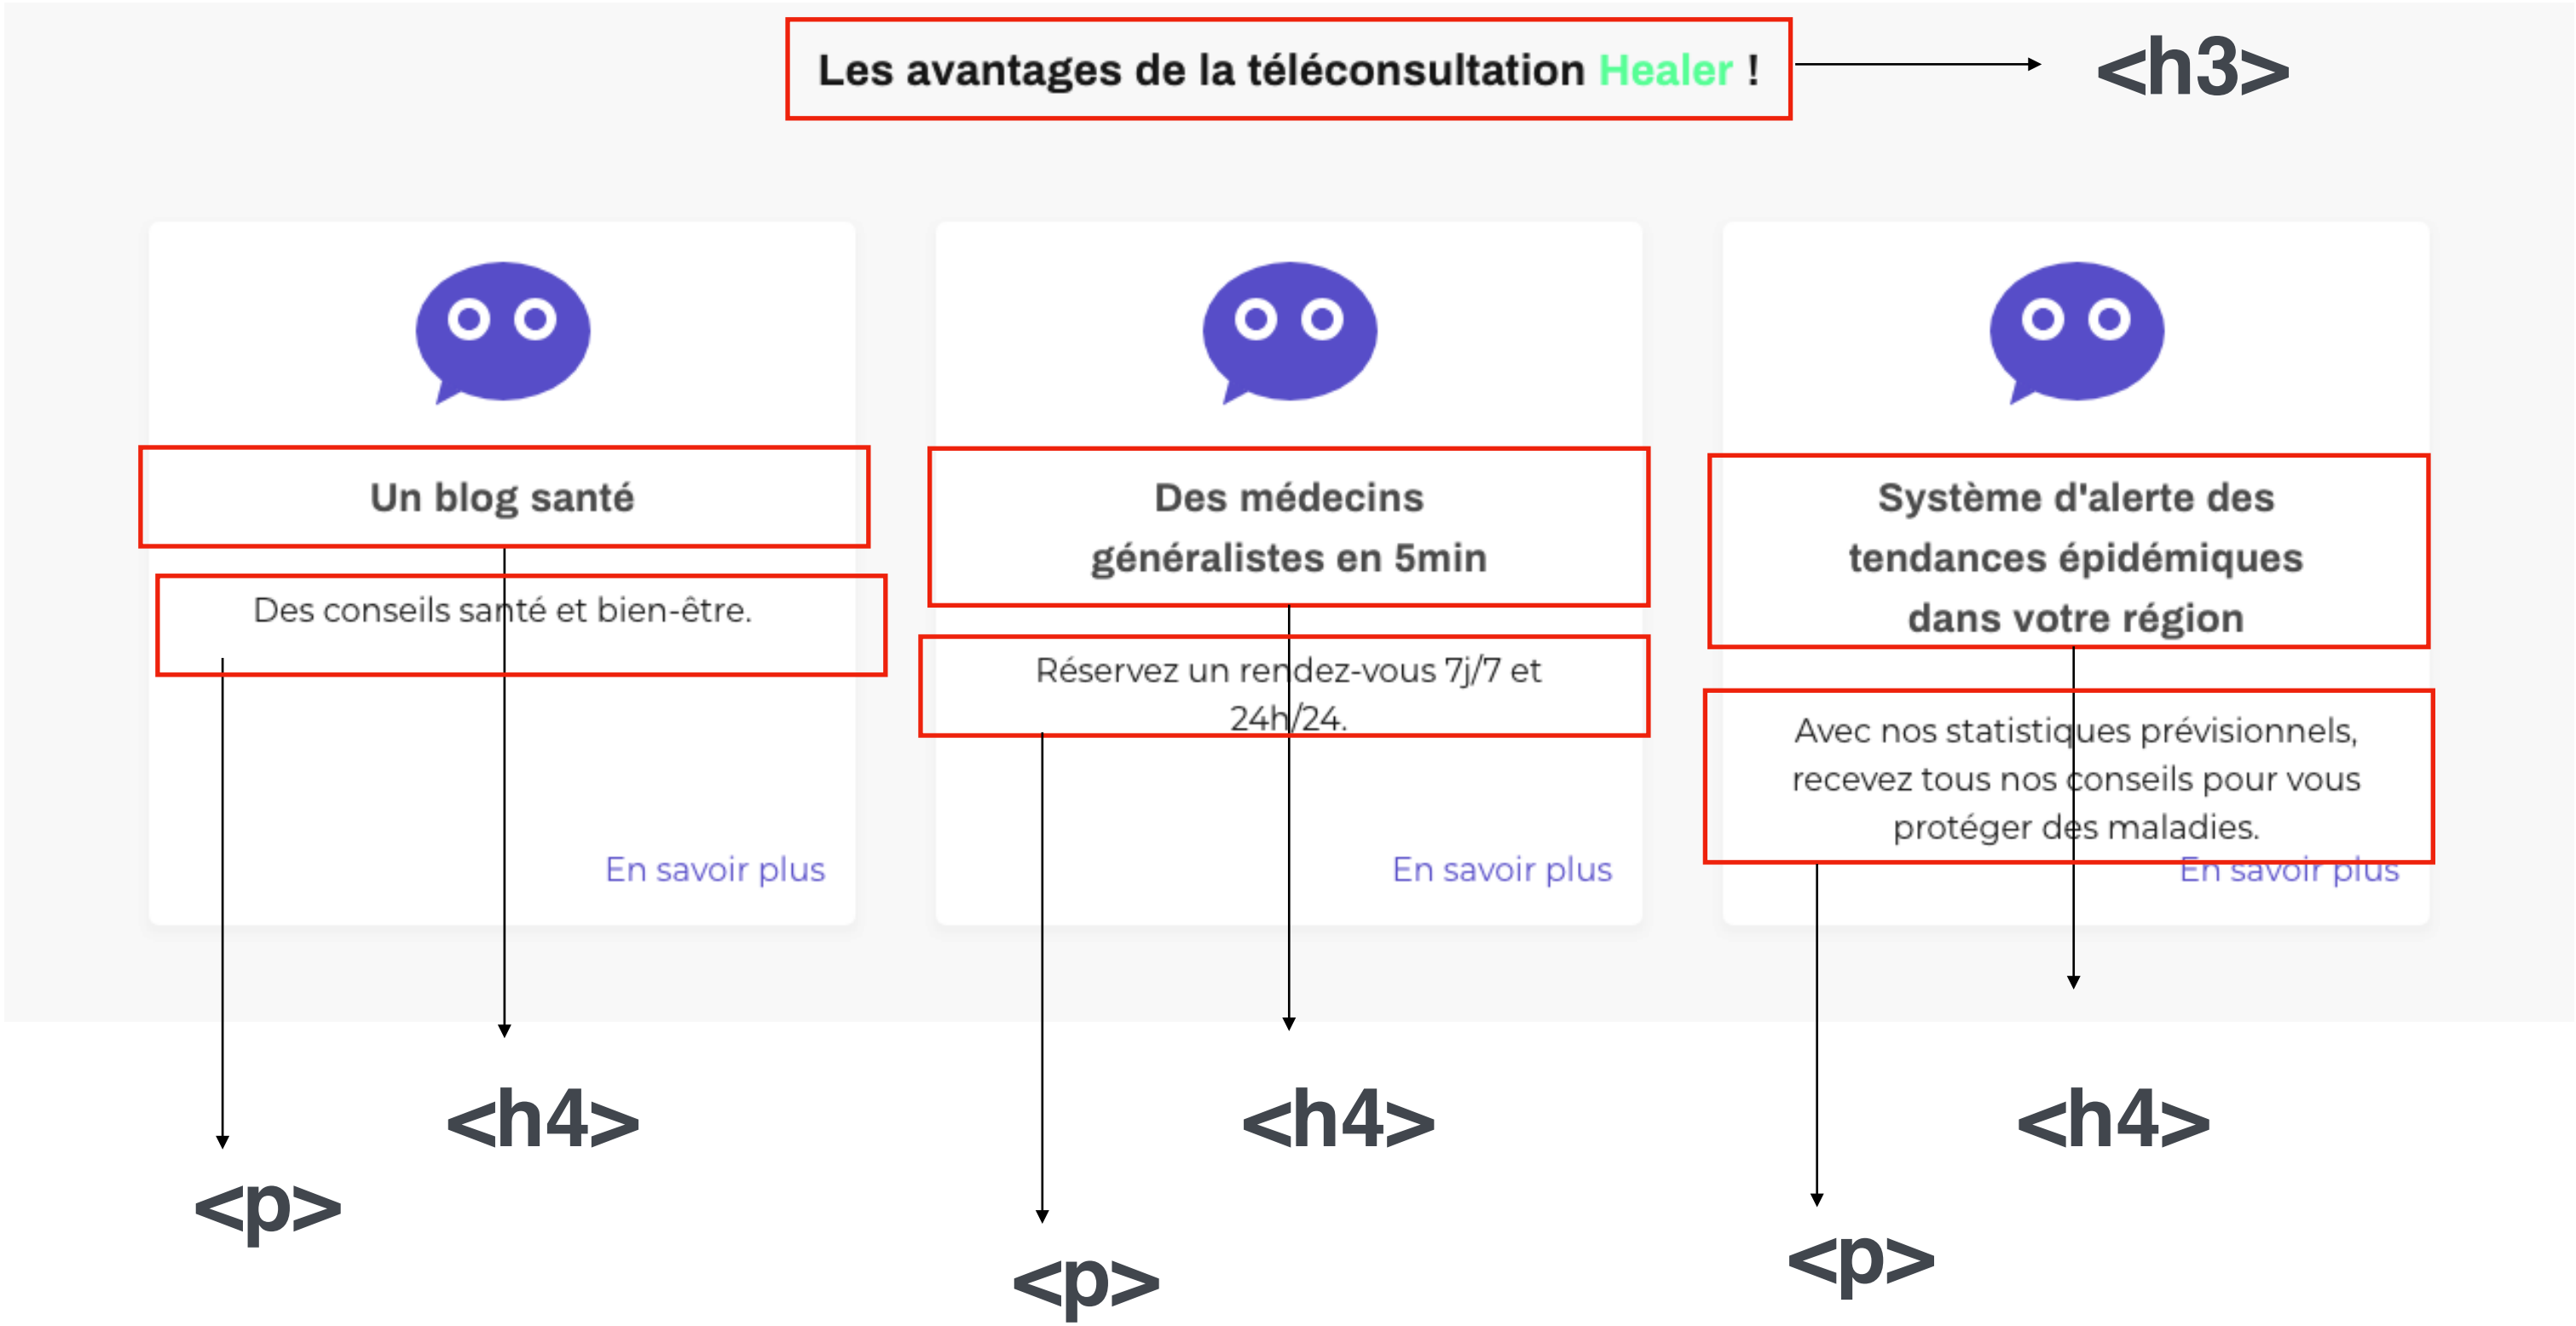 Les avantages de la téléconsultation Healer !
<h3>
Un blog santé
Des conseils santé et bien-être.
En savoir plus
Des médecins
généralistes en 5min
Réservez un rendez-vous 7j/7 et
24h/24.
En savoir plus
Système d'alerte des
tendances épidémiques
dans votre région
Avec nos statistiques prévisionnels,
recevez tous nos conseils pour vous
protéger des maladies.
En savoir plus
<h4>
<h4>
<h4>
<p>
<p>
<p>